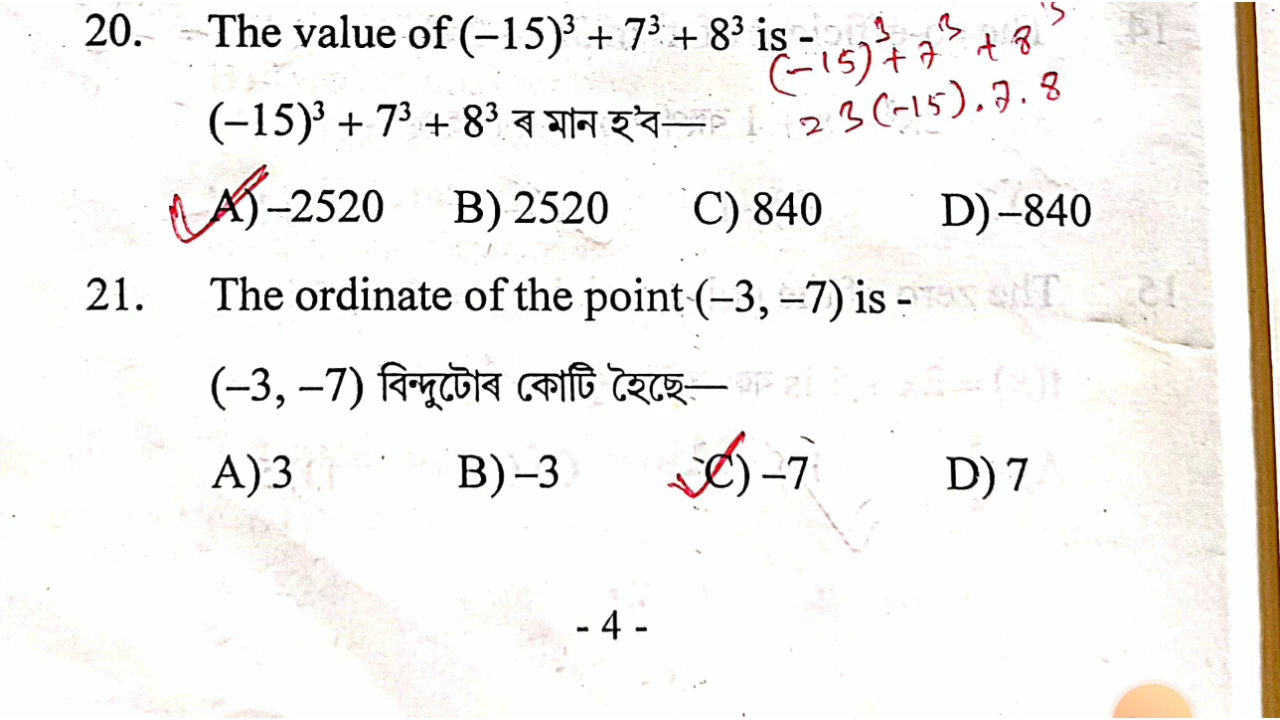 20. The value of (–15)³ + 7³ + 8³ is -
(-15)³ + 7³ + 8³
= 3(-15).7.8
(–15)³ + 7³ + 8³ ৰ মান হ'ব—
A) –2520 B) 2520 C) 840 D) –840
21. The ordinate of the point (–3, –7) is -
(–3, –7) বিন্দুটোৰ কোটি হৈছে—
A) 3 B) –3 C) –7 D) 7
- 4 -